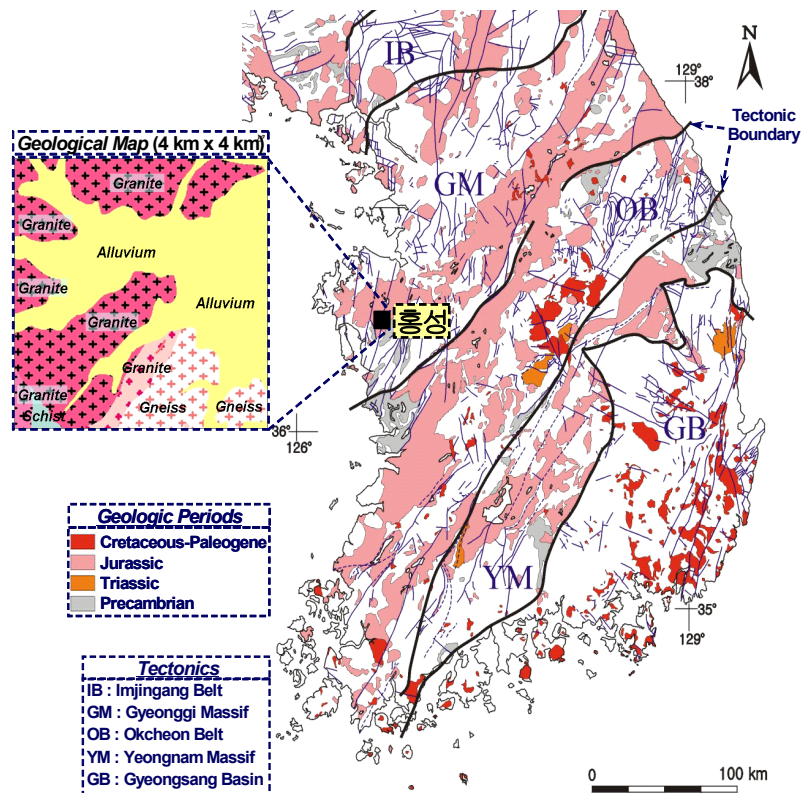 IB
N
129°
38°
Tectonic
Boundary
Geological Map (4 km x 4 km)
Granite
Granite
GM
OB
Alluvium
Granite
Alluvium
Granite
홍성
Granite
Granite
Schist
Gneiss
Gneiss
GB
36°
126°
Geologic Periods
Cretaceous-Paleogene
Jurassic
Triassic
Precambrian
YM
35°
129°
Tectonics
IB : Imjingang Belt
GM : Gyeonggi Massif
OB : Okcheon Belt
YM : Yeongnam Massif
GB : Gyeongsang Basin
0
100 km